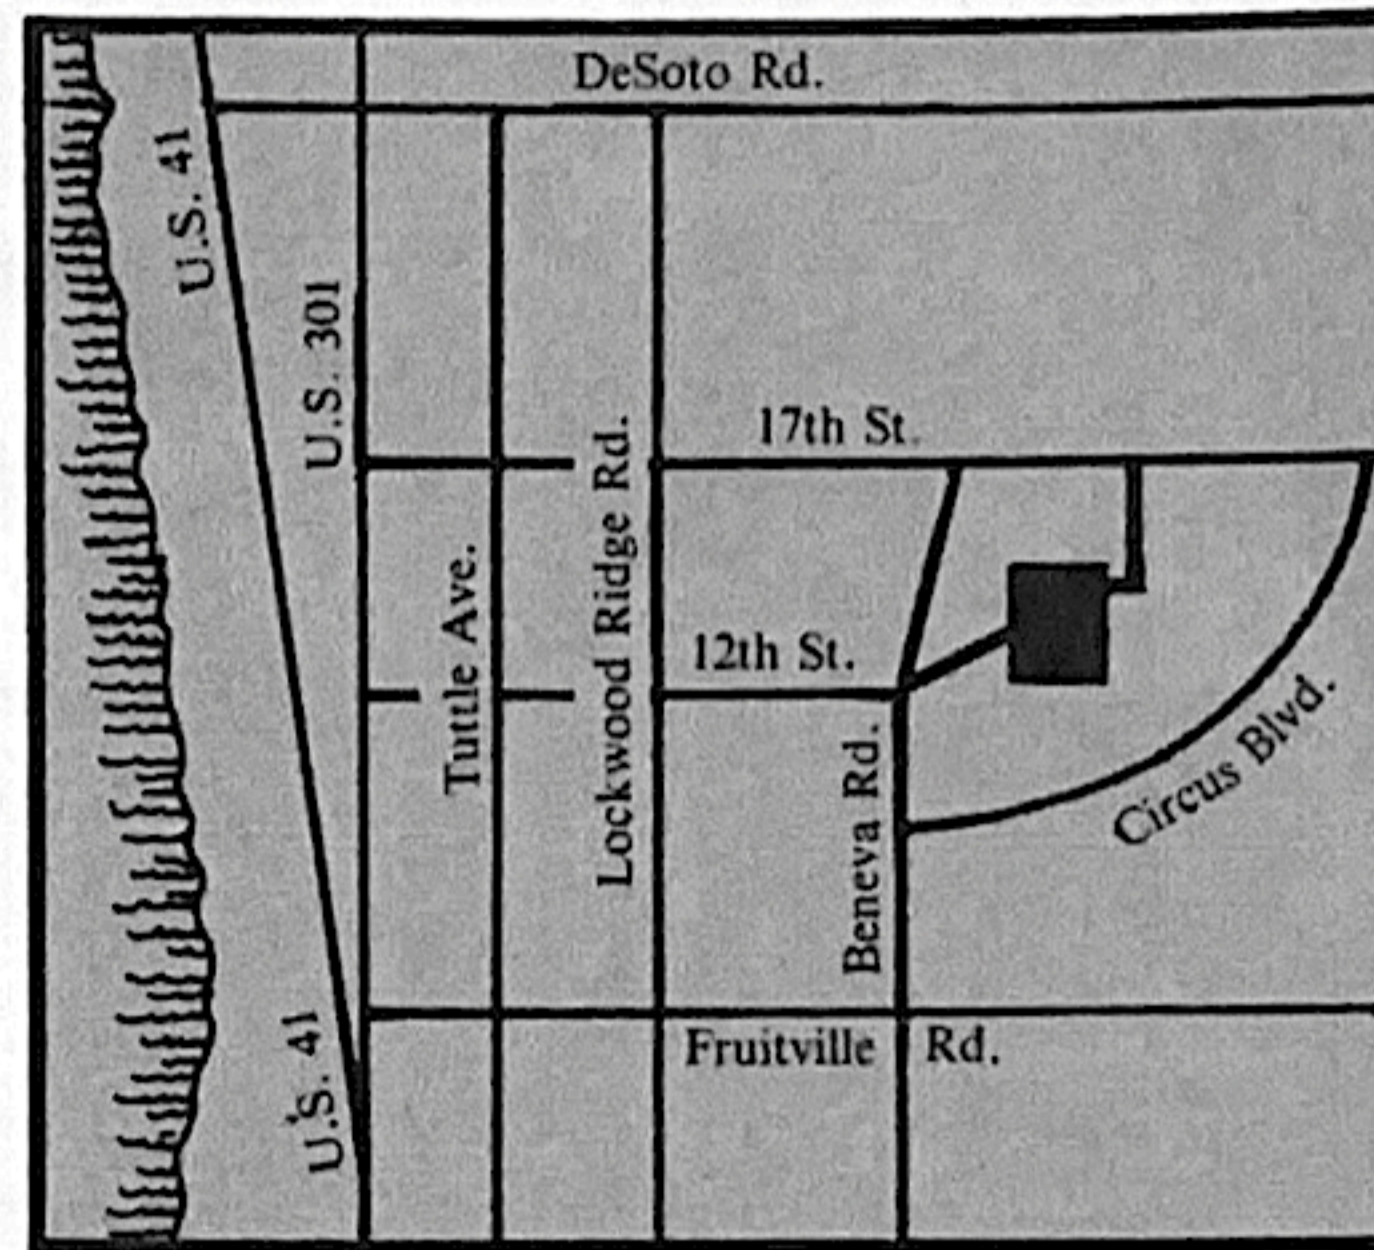 DeSoto Rd.
U.S. 41
U.S. 301
17th St.
Lockwood Ridge Rd.
Tuttle Ave.
12th St.
Beneva Rd.
Circus Blvd.
U.S. 41
Fruitville Rd.